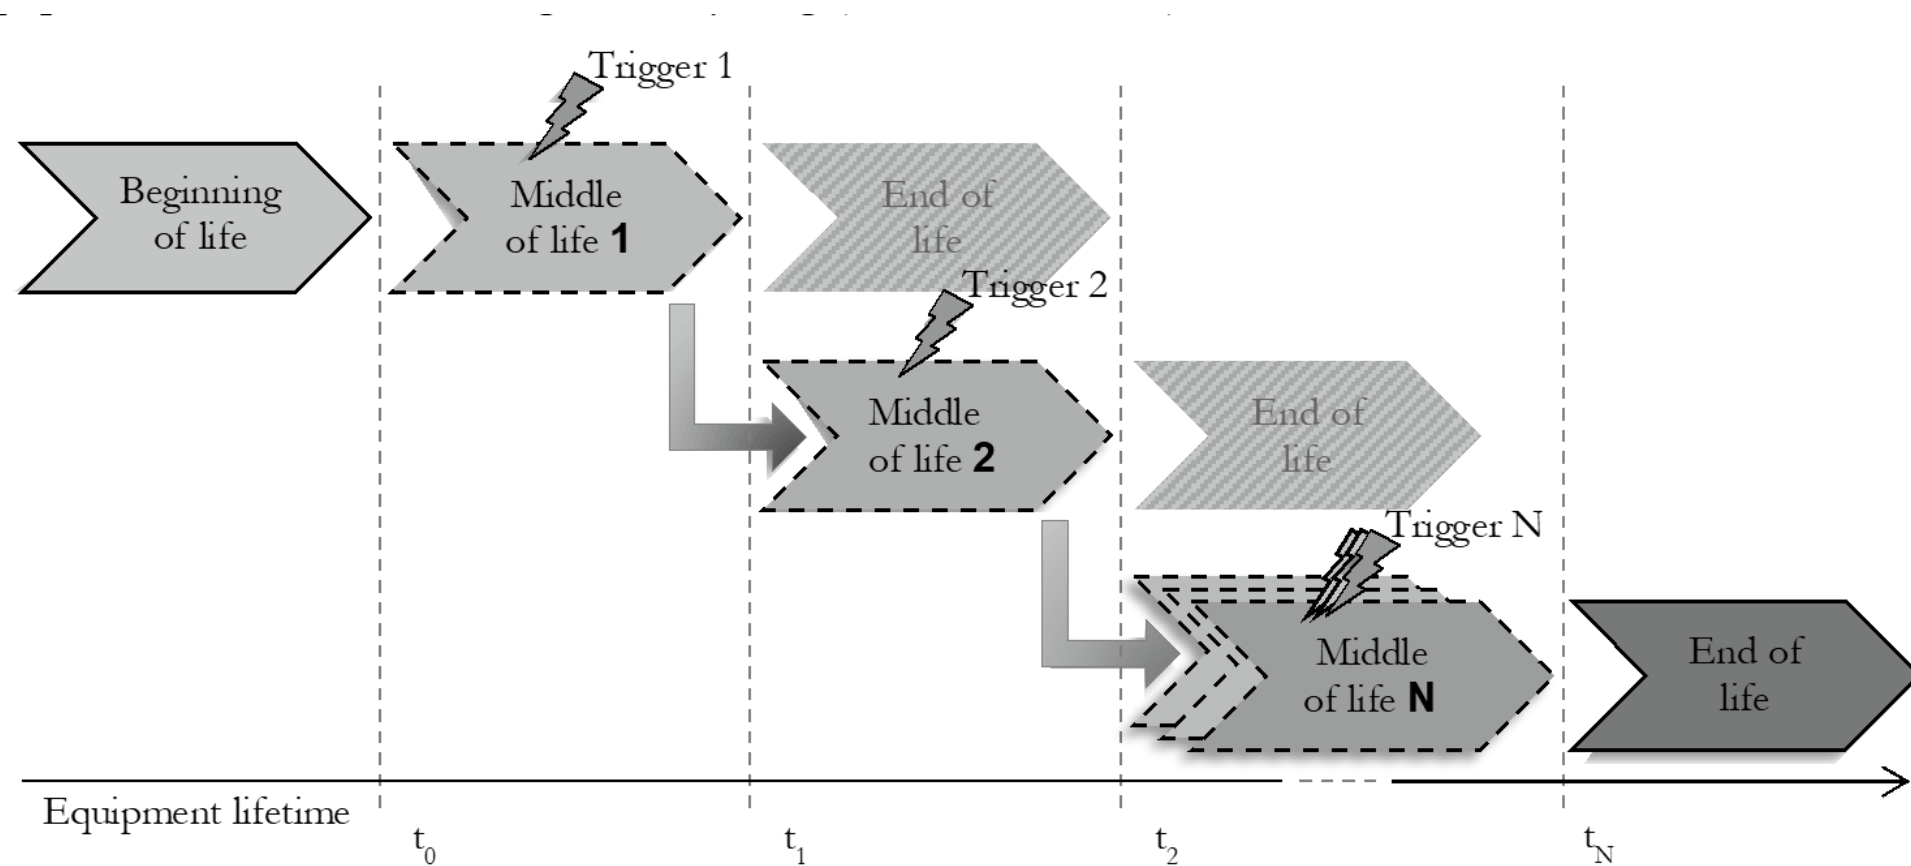 Trigger 1
Beginning
of life
Middle
of life 1
End of
life
Trigger 2
Middle
of life 2
End of
life
Trigger N
Middle
of life N
End of
life
Equipment lifetime
t0
t1
t2
tN